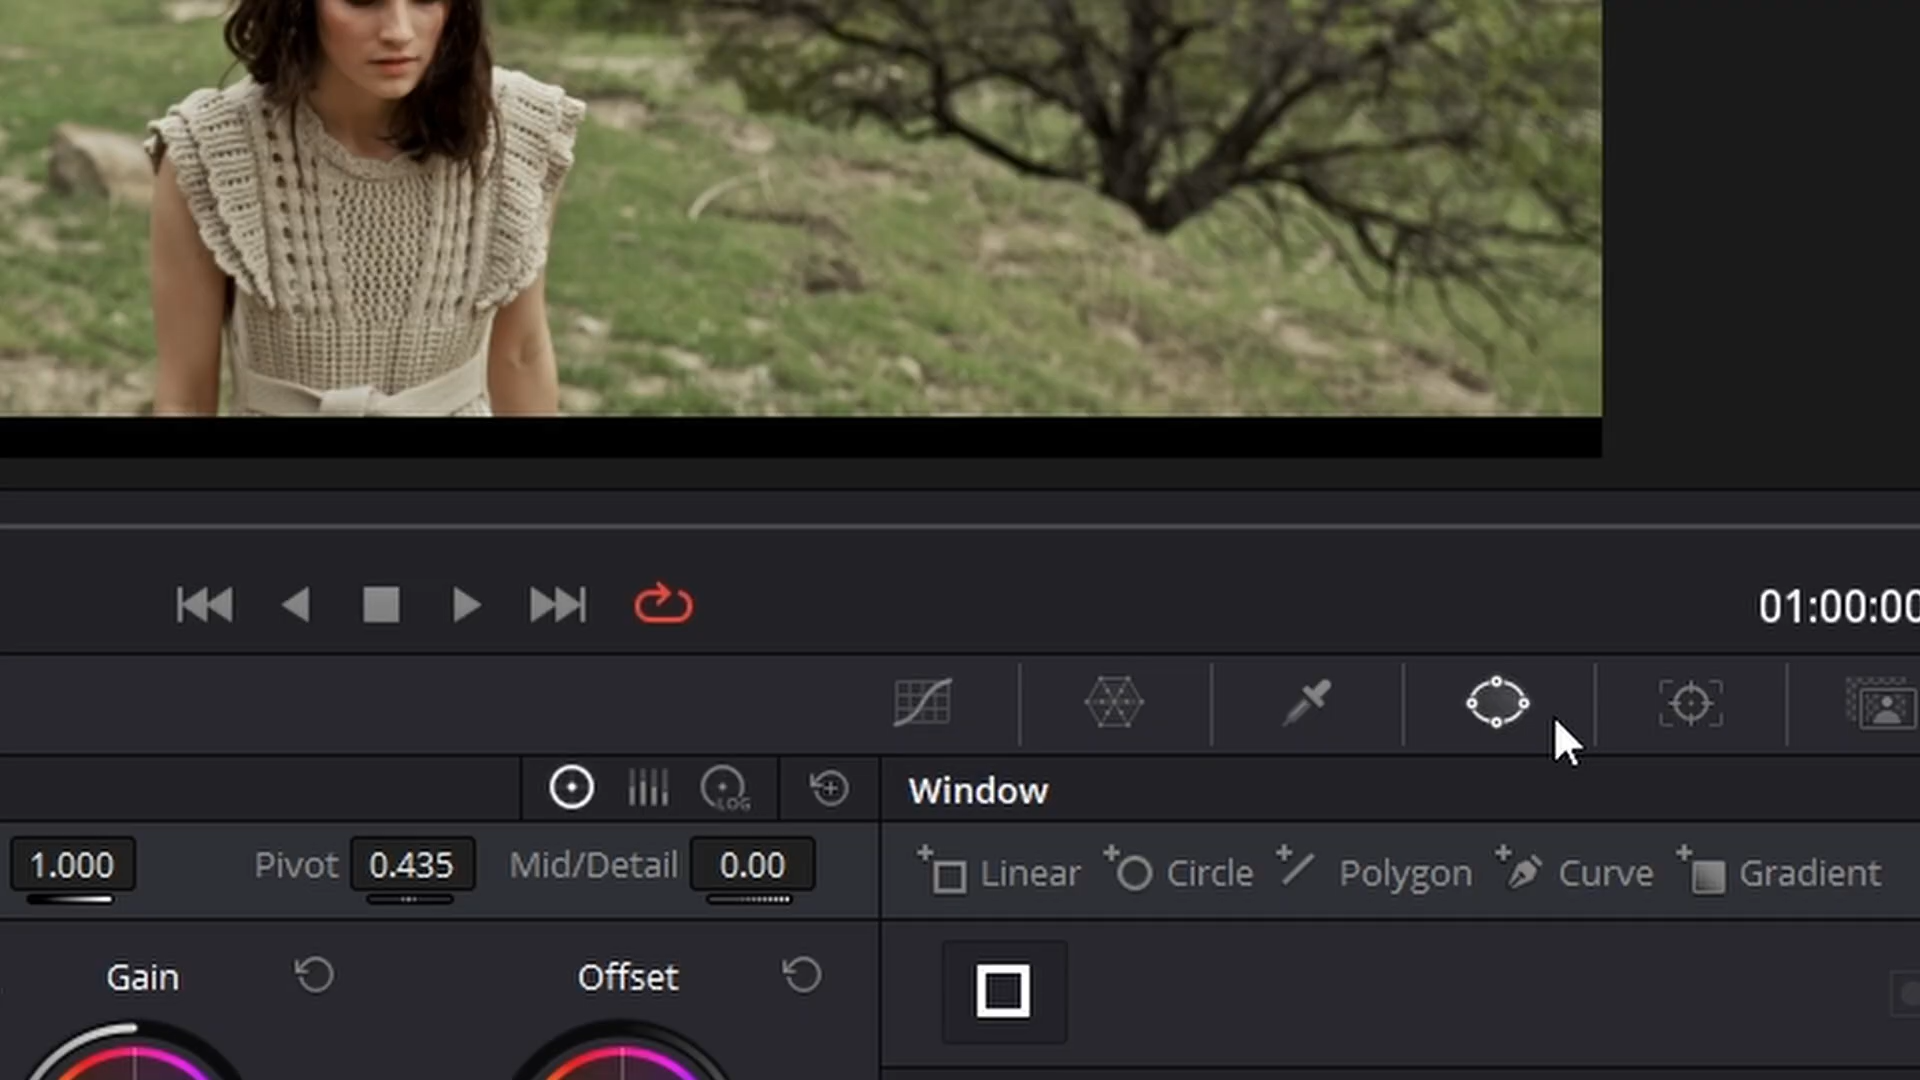 01:00:00
LOG
Window
1.000 Pivot 0.435 Mid/Detail 0.00
Linear Circle Polygon Curve Gradient
Gain Offset